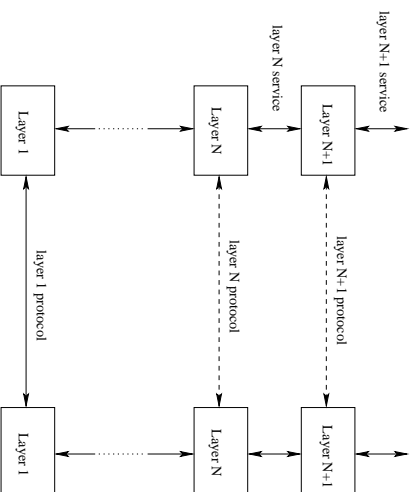 layer N+1 service
Layer N+1
layer N+1 protocol
Layer N+1
layer N service
Layer N
layer N protocol
Layer N
Layer 1
layer 1 protocol
Layer 1